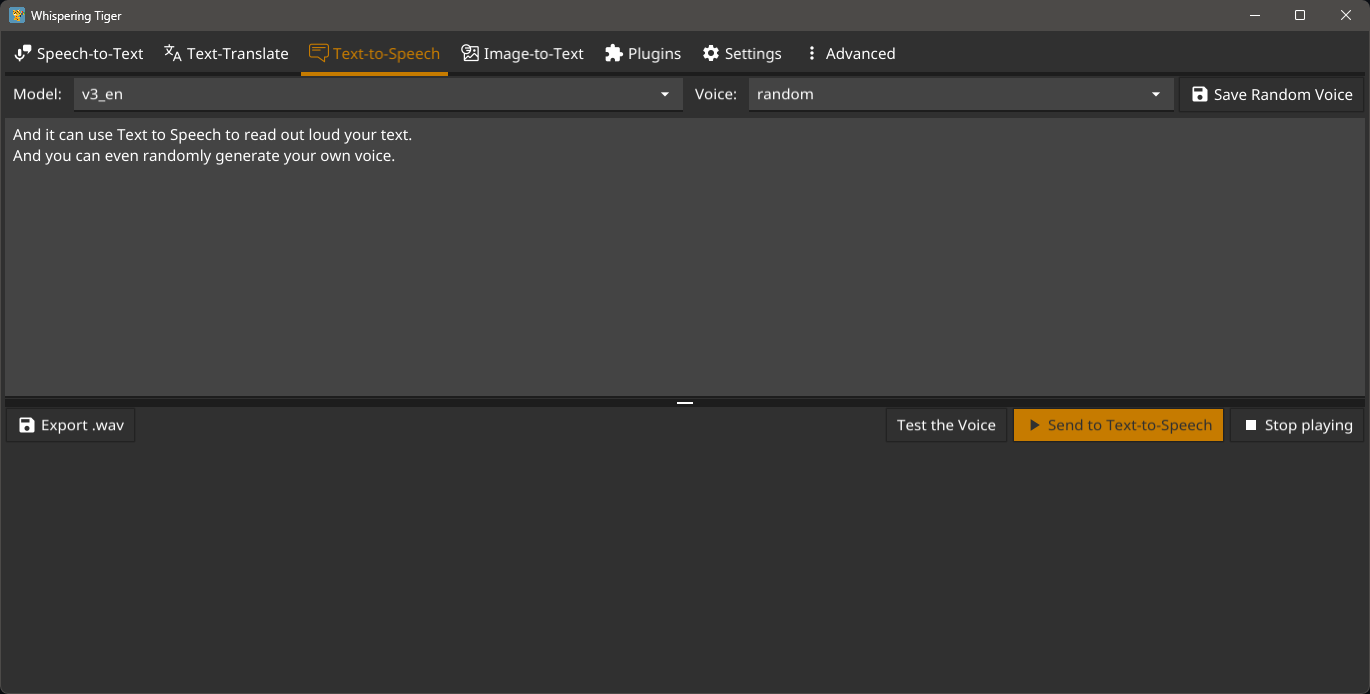 Whispering Tiger
Speech-to-Text Text-Translate Text-to-Speech Image-to-Text Plugins Settings Advanced
Model: v3_en Voice: random Save Random Voice
And it can use Text to Speech to read out loud your text.
And you can even randomly generate your own voice.
Export .wav Test the Voice Send to Text-to-Speech Stop playing